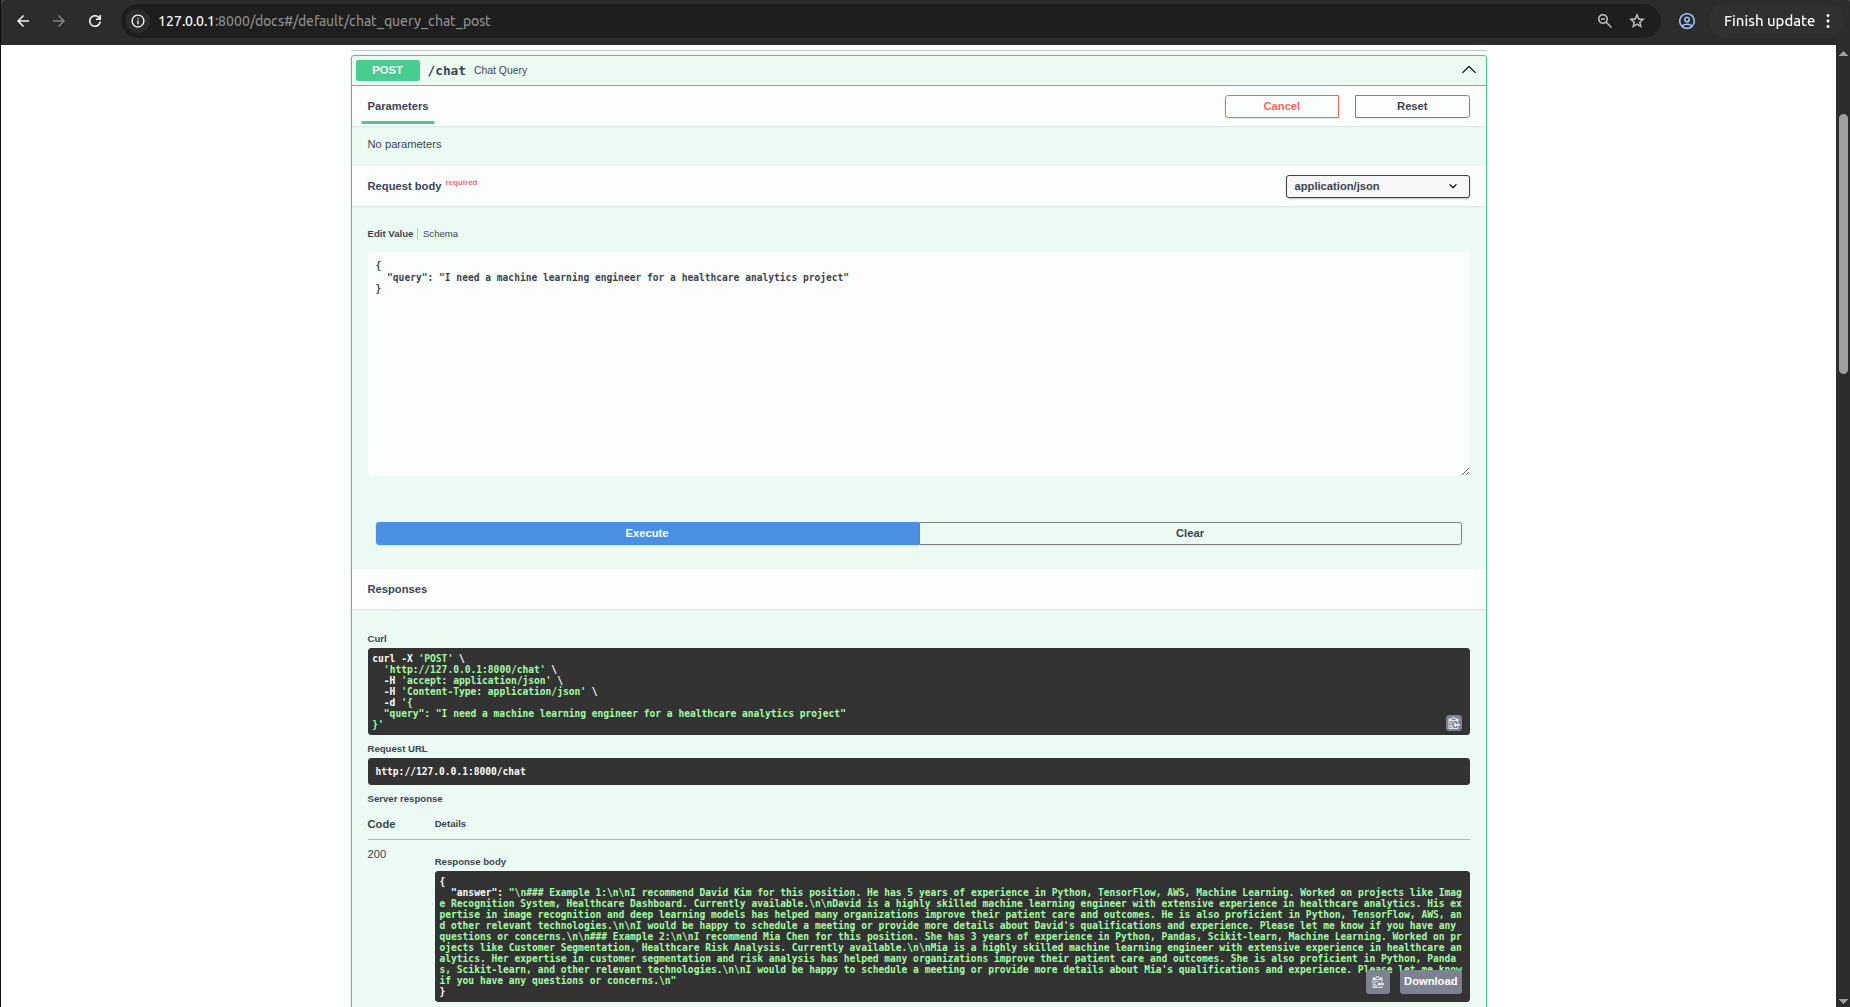 127.0.0.1:8000/docs#/default/chat_query_chat_post
Finish update
POST /chat Chat Query
Parameters
Cancel
Reset
No parameters
Request body required
application/json
Edit Value | Schema
{
  "query": "I need a machine learning engineer for a healthcare analytics project"
}
Execute
Clear
Responses
Curl
curl -X 'POST' \
  'http://127.0.0.1:8000/chat' \
  -H 'accept: application/json' \
  -H 'Content-Type: application/json' \
  -d '{
  "query": "I need a machine learning engineer for a healthcare analytics project"
}'
Request URL
http://127.0.0.1:8000/chat
Server response
Code Details
200
Response body
{
  "answer": "\n### Example 1:\n\nI recommend David Kim for this position. He has 5 years of experience in Python, TensorFlow, AWS, Machine Learning. Worked on projects like Imag
e Recognition System, Healthcare Dashboard. Currently available.\n\nDavid is a highly skilled machine learning engineer with extensive experience in healthcare analytics. His ex
pertise in image recognition and deep learning models has helped many organizations improve their patient care and outcomes. He is also proficient in Python, TensorFlow, AWS, an
d other relevant technologies.\n\nI would be happy to schedule a meeting or provide more details about David's qualifications and experience. Please let me know if you have any 
questions or concerns.\n\n### Example 2:\n\nI recommend Mia Chen for this position. She has 3 years of experience in Python, Pandas, Scikit-learn, Machine Learning. Worked on pr
ojects like Customer Segmentation, Healthcare Risk Analysis. Currently available.\n\nMia is a highly skilled machine learning engineer with extensive experience in healthcare an
alytics. Her expertise in customer segmentation and risk analysis has helped many organizations improve their patient care and outcomes. She is also proficient in Python, Panda
s, Scikit-learn, and other relevant technologies.\n\nI would be happy to schedule a meeting or provide more details about Mia's qualifications and experience. Please let me know
if you have any questions or concerns.\n"
}
Download